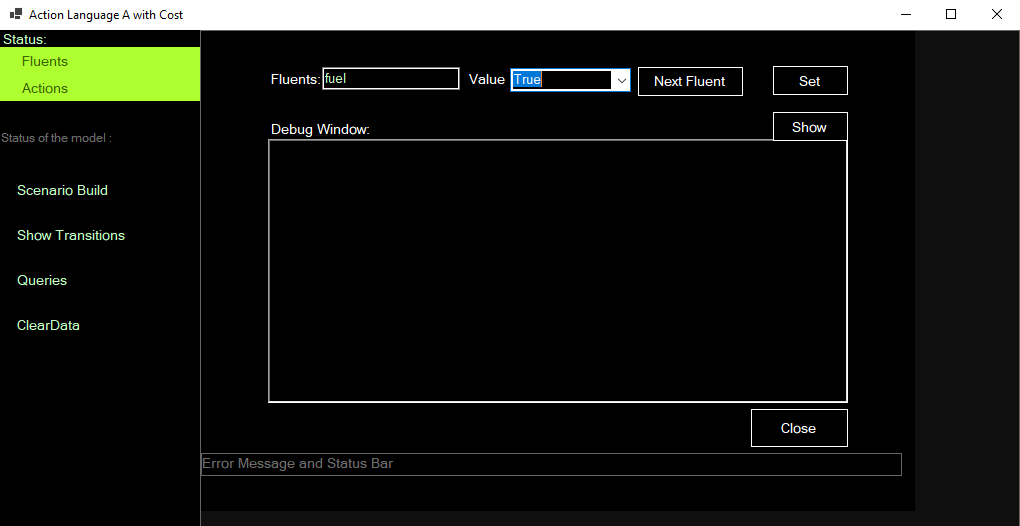 Action Language A with Cost
Status:
Fluents
Actions
Status of the model :
Scenario Build
Show Transitions
Queries
ClearData
Fluents: fuel Value True Next Fluent Set
Debug Window: Show
Close
Error Message and Status Bar